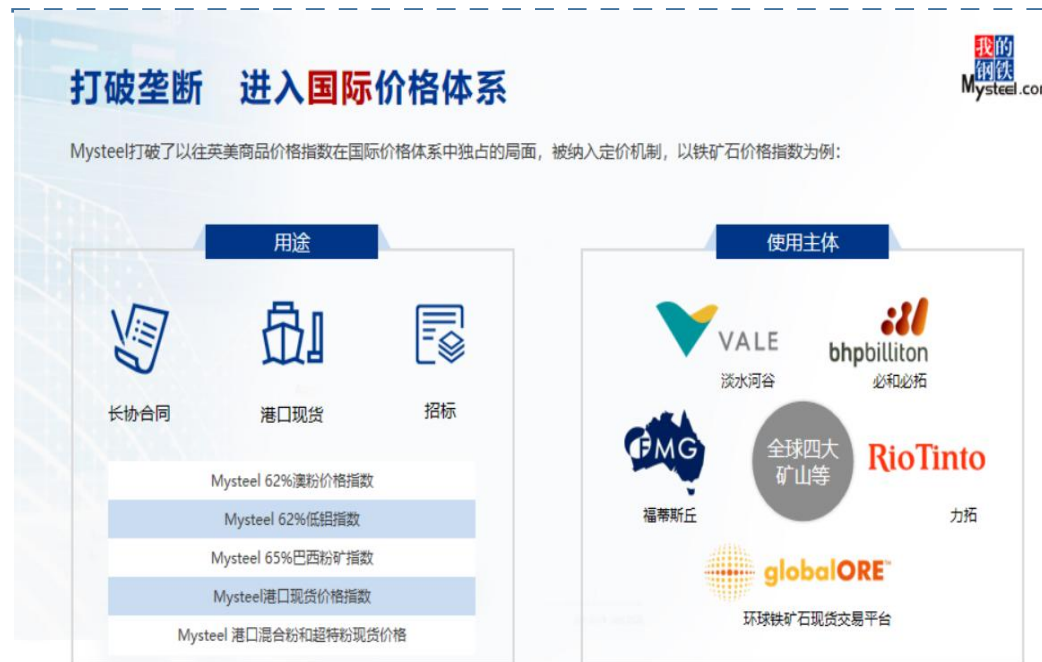 我的
钢铁
Mysteel.com
打破垄断 进入国际价格体系
Mysteel打破了以往英美商品价格指数在国际价格体系中独占的局面，被纳入定价机制，以铁矿石价格指数为例：
用途
长协合同
港口现货
招标
Mysteel 62%澳粉价格指数
Mysteel 62%低铝指数
Mysteel 65%巴西粉矿指数
Mysteel港口现货价格指数
Mysteel 港口混合粉和超特粉现货价格
使用主体
VALE
淡水河谷
bhpbilliton
必和必拓
FMG
福蒂斯丘
全球四大
矿山等
RioTinto
力拓
globalORE™
环球铁矿石现货交易平台